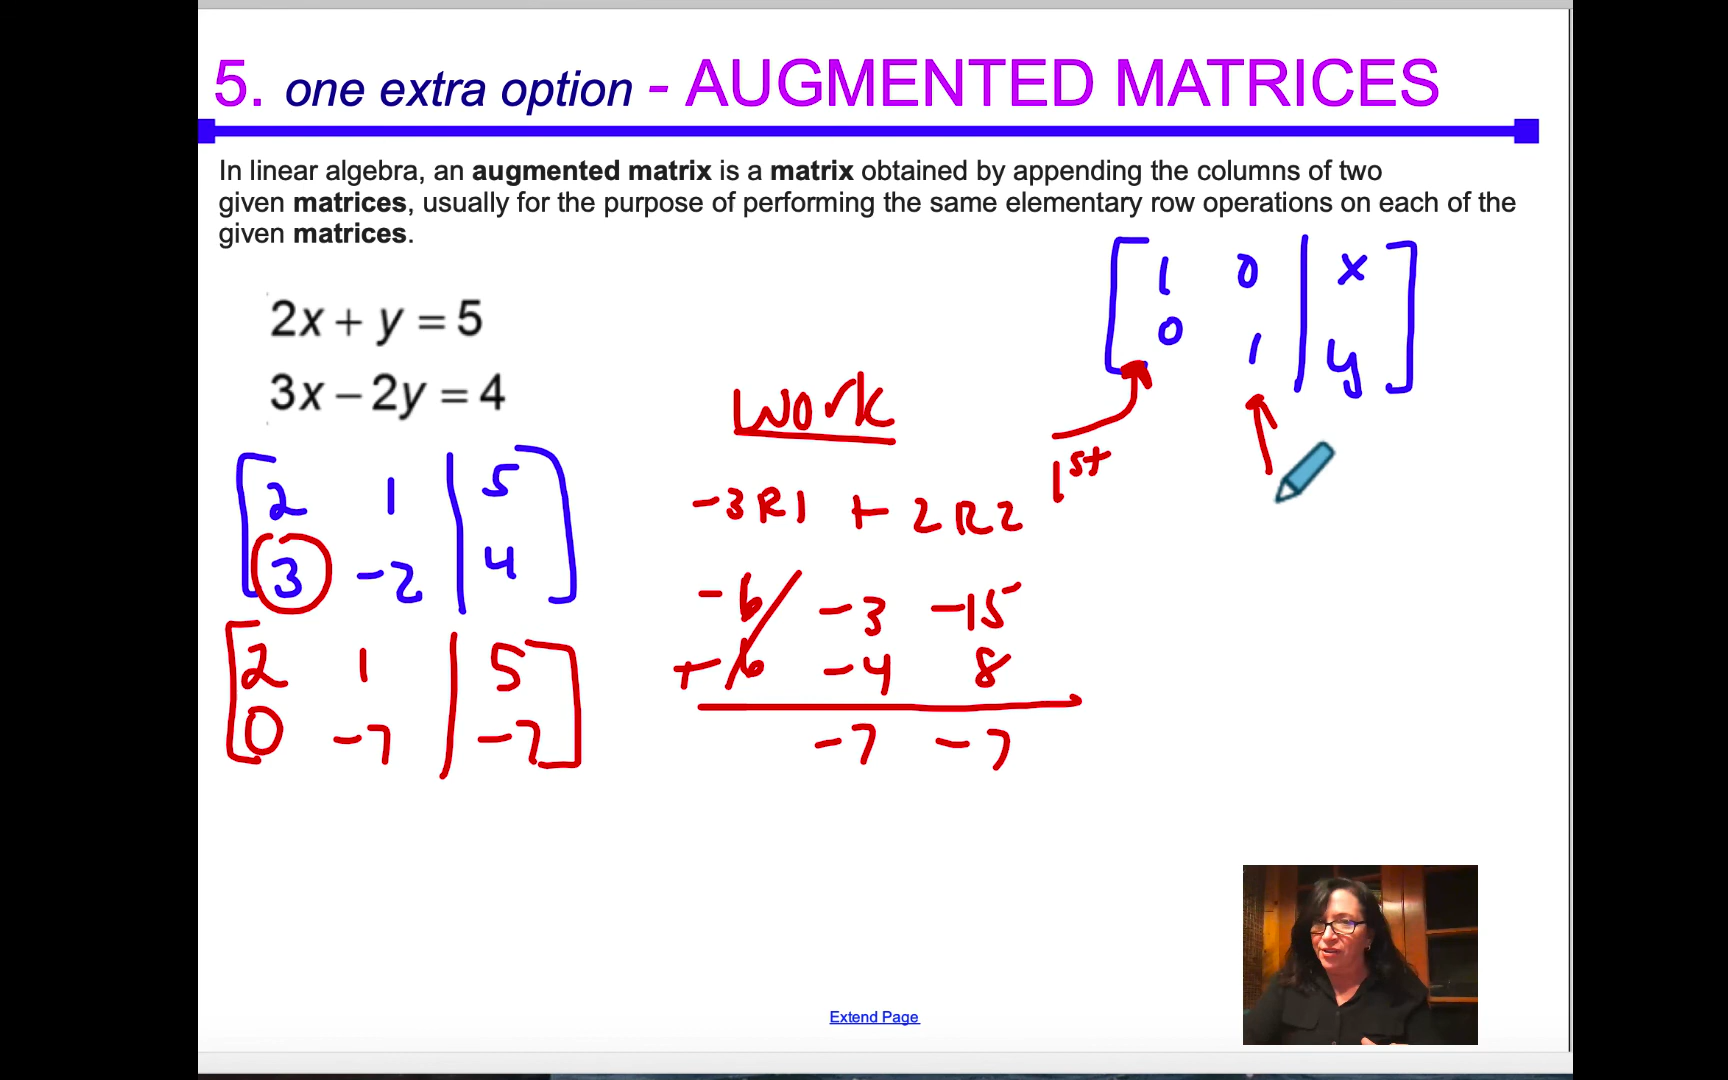 5. one extra option - AUGMENTED MATRICES
In linear algebra, an augmented matrix is a matrix obtained by appending the columns of two
given matrices, usually for the purpose of performing the same elementary row operations on each of the
given matrices.
1 0 | x
0 1 | y
2x + y = 5
3x − 2y = 4
Work
1st
2 1 | 5
3 -2 | 4
-3R1 + 2R2
-6 -3 -15
+ 6 -4 8
-7 -7
2 1 | 5
0 -7 | -7
Extend Page